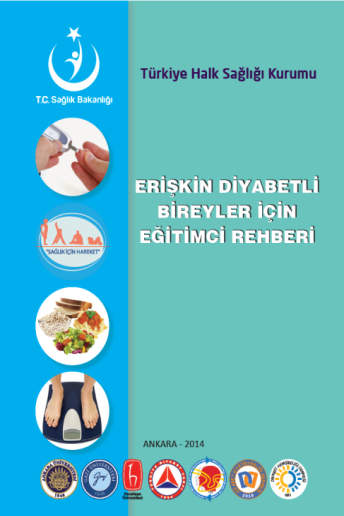 Türkiye Halk Sağlığı Kurumu
T.C. Sağlık Bakanlığı
ERİŞKİN DİYABETLİ
BİREYLER İÇİN
EĞİTİMCİ REHBERİ
"SAĞLIK İÇİN HAREKET"
ANKARA - 2014